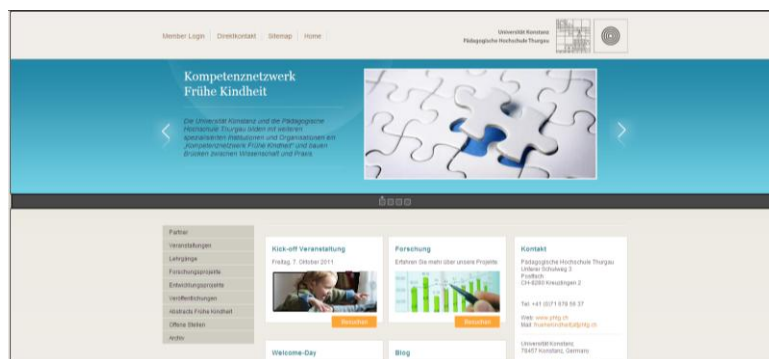 Member Login
Direktkontakt
Sitemap
Home
Universität Konstanz
Pädagogische Hochschule Thurgau
Kompetenznetzwerk
Frühe Kindheit
Die Universität Konstanz und die Pädagogische
Hochschule Thurgau bilden mit weiteren
spezialisierten Institutionen und Organisationen ein
„Kompetenznetzwerk Frühe Kindheit" und bauen
Brücken zwischen Wissenschaft und Praxis.
Partner
Veranstaltungen
Lehrgänge
Forschungsprojekte
Entwicklungsprojekte
Veröffentlichungen
Abstracts Frühe Kindheit
Offene Stellen
Archiv
Kick-off Veranstaltung
Freitag, 7. Oktober 2011
Welcome-Day
Forschung
Erfahren Sie mehr über unsere Projekte
Blog
Kontakt
Pädagogische Hochschule Thurgau
Unterer Schulweg 3
Postfach
CH-8280 Kreuzlingen 2
Web: www.phtg.ch
Universität Konstanz
78457 Konstanz, Germany